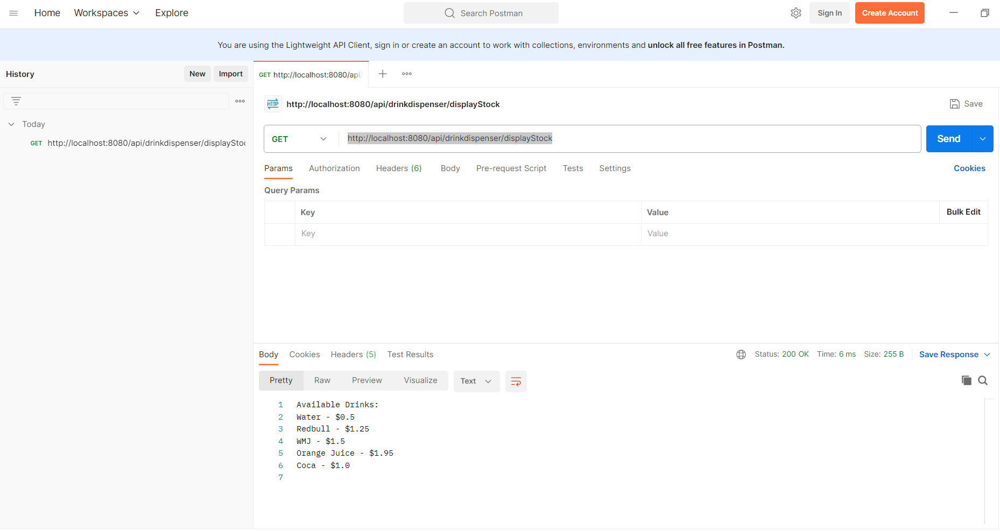 Home Workspaces Explore Search Postman Sign In Create Account
You are using the Lightweight API Client, sign in or create an account to work with collections, environments and unlock all free features in Postman.
History New Import
GET http://localhost:8080/api/
http://localhost:8080/api/drinkdispenser/displayStock Save
Today
GET http://localhost:8080/api/drinkdispenser/displayStoc
GET http://localhost:8080/api/drinkdispenser/displayStock Send
Params Authorization Headers (6) Body Pre-request Script Tests Settings Cookies
Query Params
Key Value Bulk Edit
Key Value
Body Cookies Headers (5) Test Results Status: 200 OK Time: 6 ms Size: 255 B Save Response
Pretty Raw Preview Visualize Text
1 Available Drinks:
2 Water - $0.5
3 Redbull - $1.25
4 WMJ - $1.5
5 Orange Juice - $1.95
6 Coca - $1.0
7